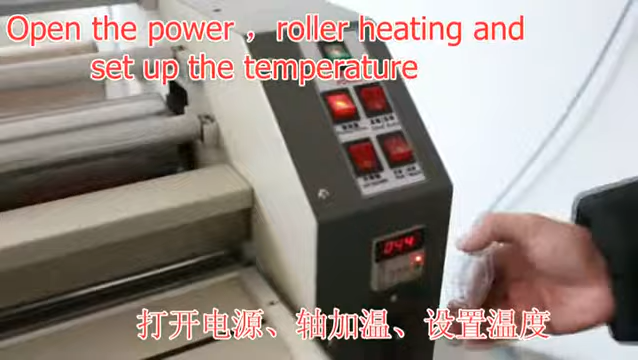 Open the power ，roller heating and
set up the temperature
044
打开电源、轴加温、设置温度